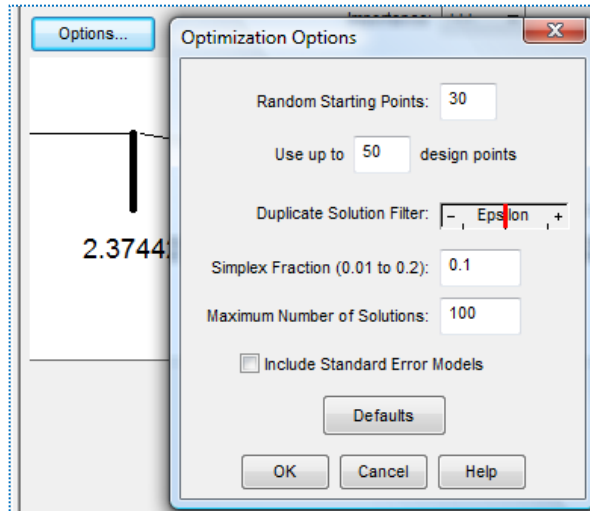 Options...
Optimization Options
Random Starting Points: 30
Use up to 50 design points
Duplicate Solution Filter: - Epsilon +
2.3744
Simplex Fraction (0.01 to 0.2): 0.1
Maximum Number of Solutions: 100
Include Standard Error Models
Defaults
OK Cancel Help